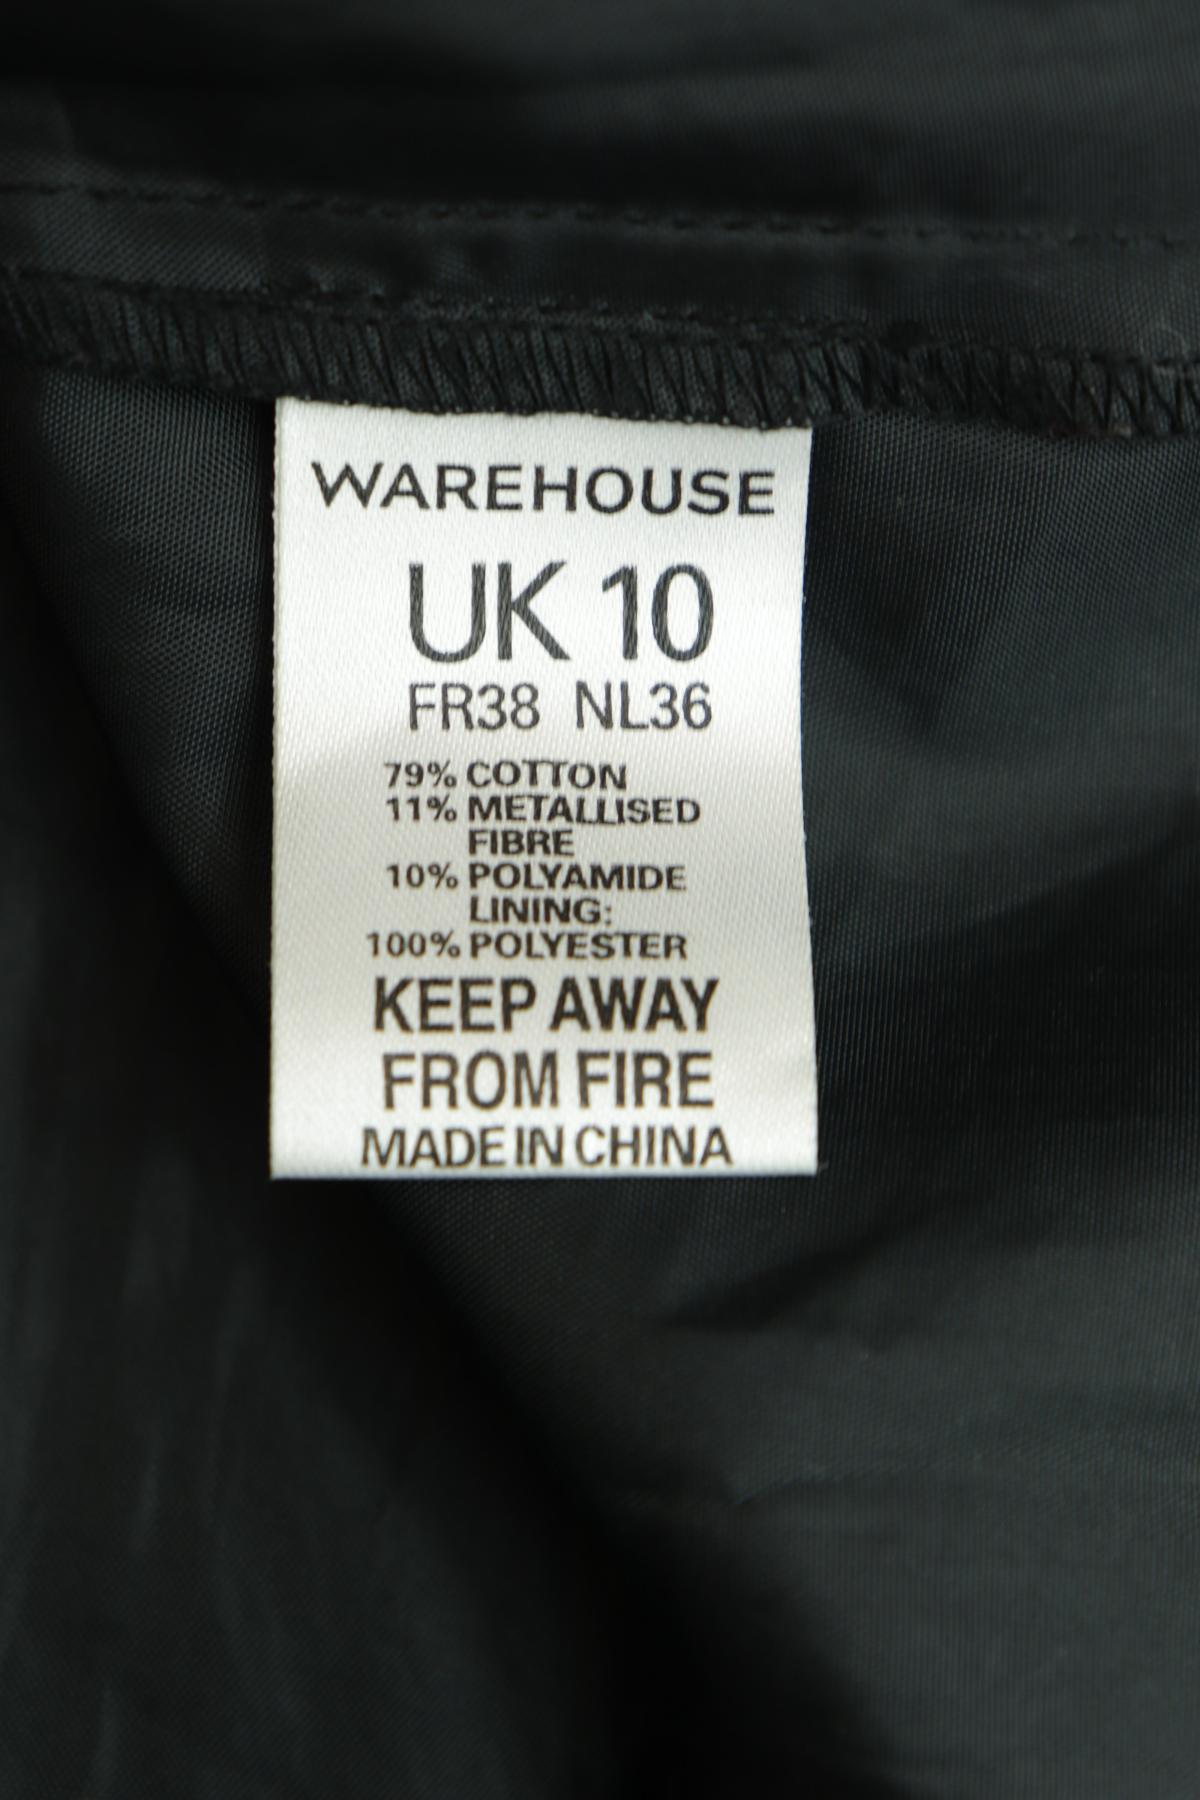 WAREHOUSE
UK 10
FR38 NL36
79% COTTON
11% METALLISED
FIBRE
10% POLYAMIDE
LINING:
100% POLYESTER
KEEP AWAY
FROM FIRE
MADE IN CHINA